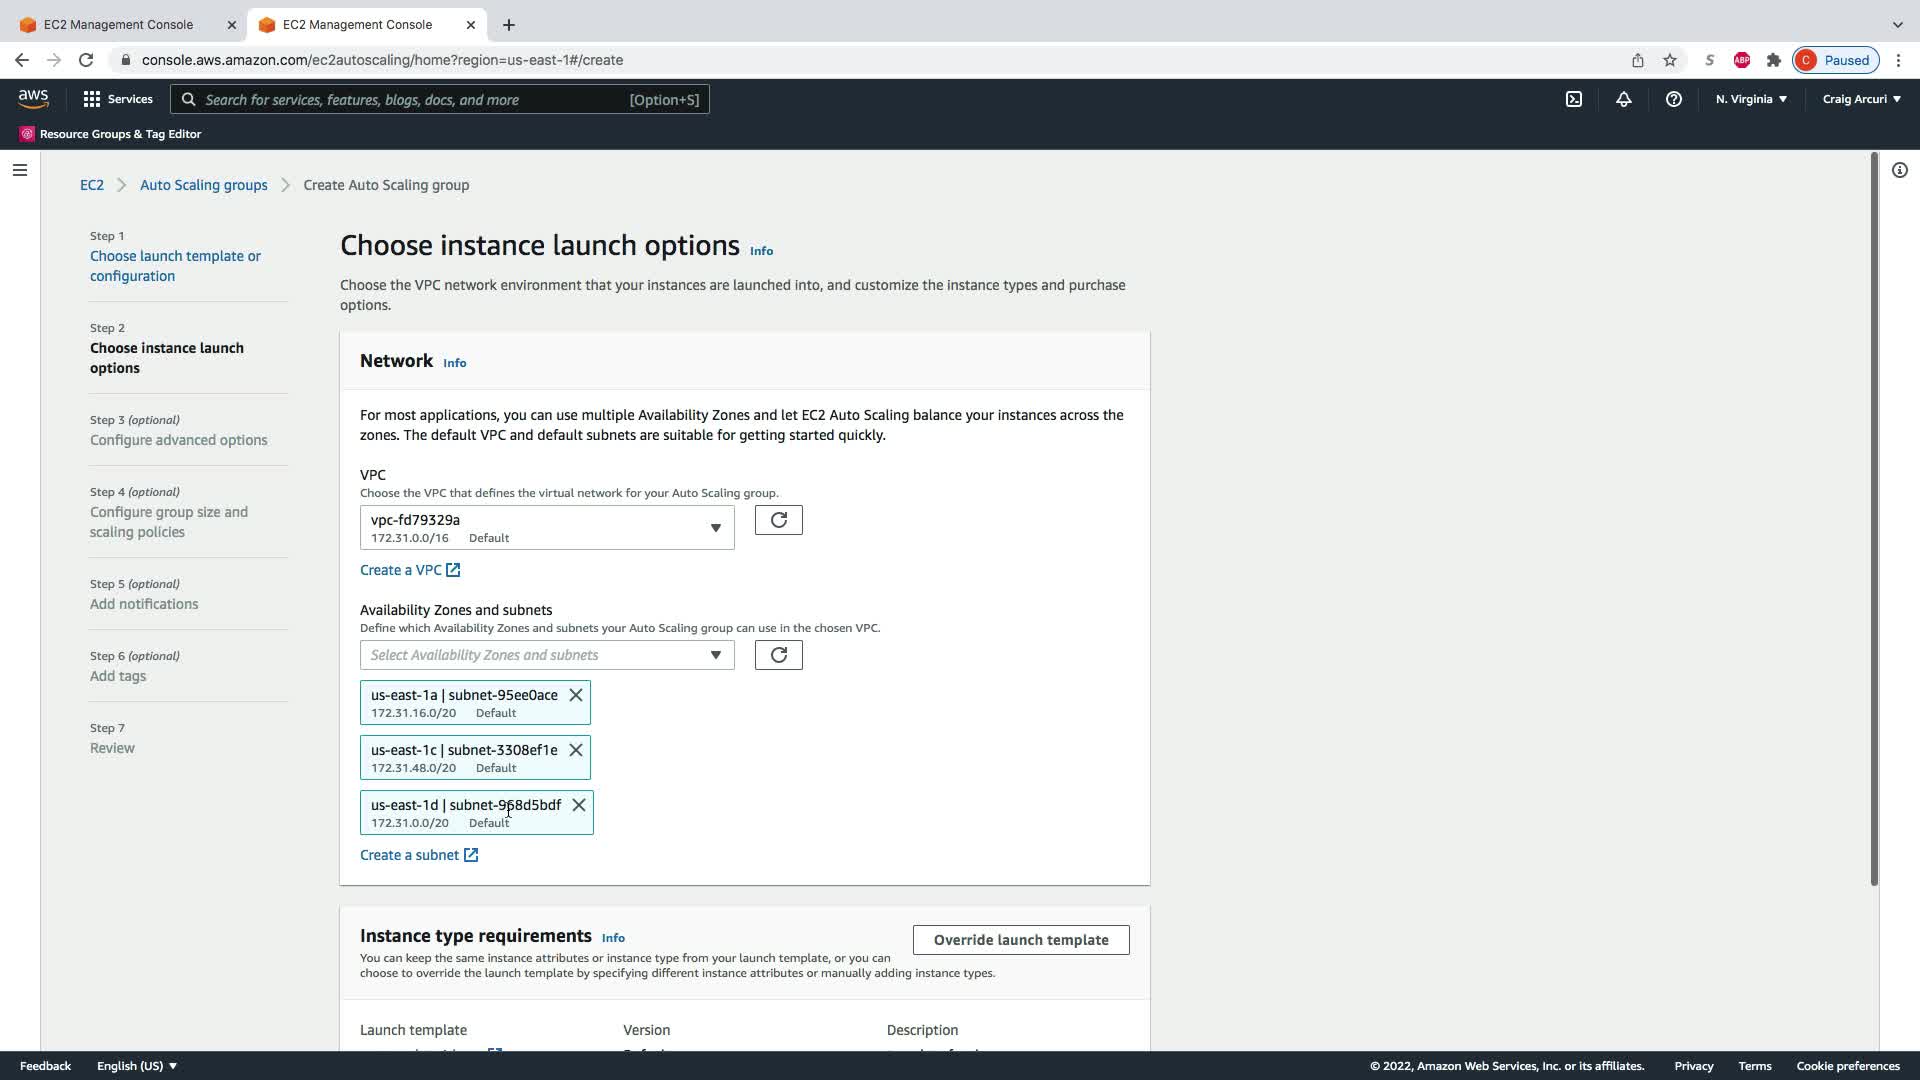 EC2 Management Console
EC2 Management Console
console.aws.amazon.com/ec2autoscaling/home?region=us-east-1#/create
S
ABP
C
Paused
aws
Services
Search for services, features, blogs, docs, and more
[Option+S]
N. Virginia
Craig Arcuri
Resource Groups & Tag Editor
EC2
Auto Scaling groups
Create Auto Scaling group
Step 1
Choose launch template or
configuration
Step 2
Choose instance launch
options
Step 3 (optional)
Configure advanced options
Step 4 (optional)
Configure group size and
scaling policies
Step 5 (optional)
Add notifications
Step 6 (optional)
Add tags
Step 7
Review
Choose instance launch options Info
Choose the VPC network environment that your instances are launched into, and customize the instance types and purchase
options.
Network Info
For most applications, you can use multiple Availability Zones and let EC2 Auto Scaling balance your instances across the
zones. The default VPC and default subnets are suitable for getting started quickly.
VPC
Choose the VPC that defines the virtual network for your Auto Scaling group.
vpc-fd79329a
172.31.0.0/16 Default
Create a VPC
Availability Zones and subnets
Define which Availability Zones and subnets your Auto Scaling group can use in the chosen VPC.
Select Availability Zones and subnets
us-east-1a | subnet-95ee0ace
172.31.16.0/20 Default
us-east-1c | subnet-3308ef1e
172.31.48.0/20 Default
us-east-1d | subnet-968d5bdf
172.31.0.0/20 Default
Create a subnet
Instance type requirements Info
Override launch template
You can keep the same instance attributes or instance type from your launch template, or you can
choose to override the launch template by specifying different instance attributes or manually adding instance types.
Launch template
Version
Description
Feedback
English (US)
© 2022, Amazon Web Services, Inc. or its affiliates.
Privacy
Terms
Cookie preferences